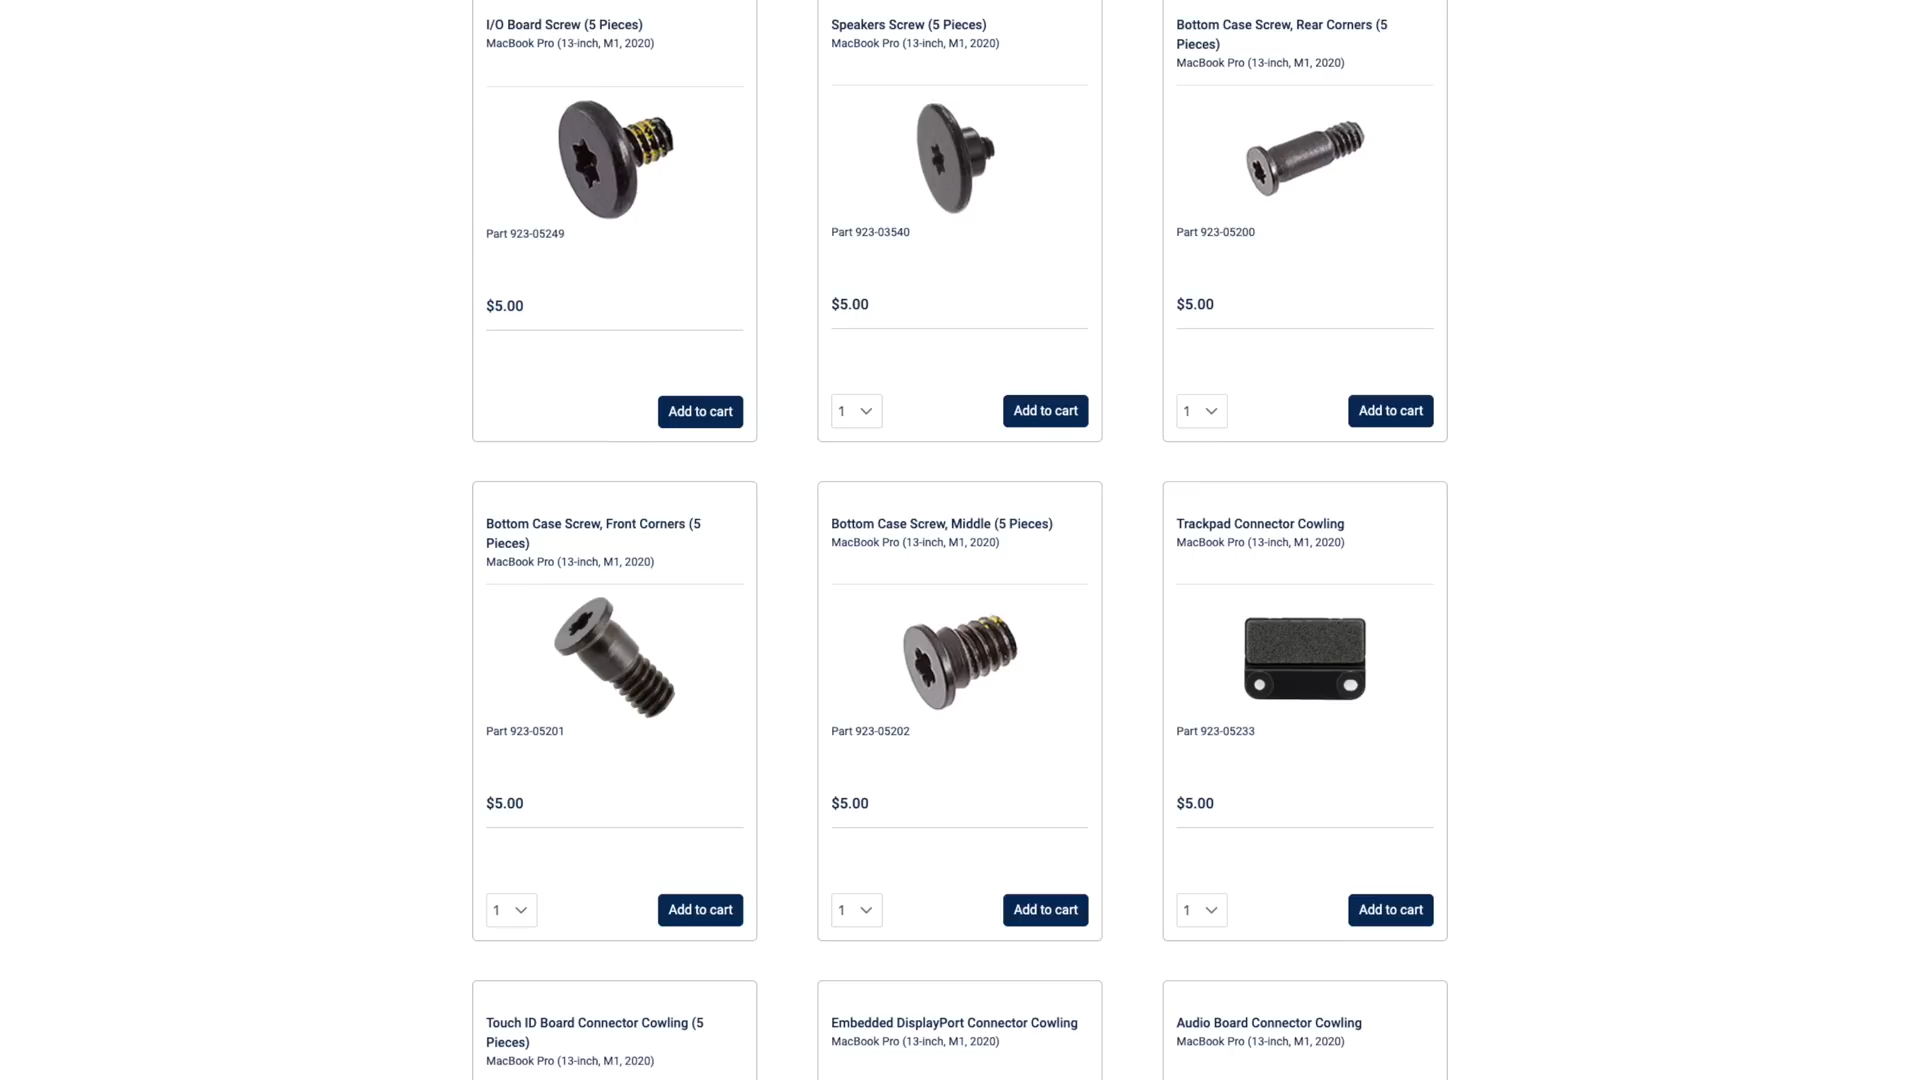 I/O Board Screw (5 Pieces)
MacBook Pro (13-inch, M1, 2020)
Part 923-05249
$5.00
Add to cart
Speakers Screw (5 Pieces)
MacBook Pro (13-inch, M1, 2020)
Part 923-03540
$5.00
1
Add to cart
Bottom Case Screw, Rear Corners (5
Pieces)
MacBook Pro (13-inch, M1, 2020)
Part 923-05200
$5.00
1
Add to cart
Bottom Case Screw, Front Corners (5
Pieces)
MacBook Pro (13-inch, M1, 2020)
Part 923-05201
$5.00
1
Add to cart
Bottom Case Screw, Middle (5 Pieces)
MacBook Pro (13-inch, M1, 2020)
Part 923-05202
$5.00
1
Add to cart
Trackpad Connector Cowling
MacBook Pro (13-inch, M1, 2020)
Part 923-05233
$5.00
1
Add to cart
Touch ID Board Connector Cowling (5
Pieces)
MacBook Pro (13-inch, M1, 2020)
Embedded DisplayPort Connector Cowling
MacBook Pro (13-inch, M1, 2020)
Audio Board Connector Cowling
MacBook Pro (13-inch, M1, 2020)